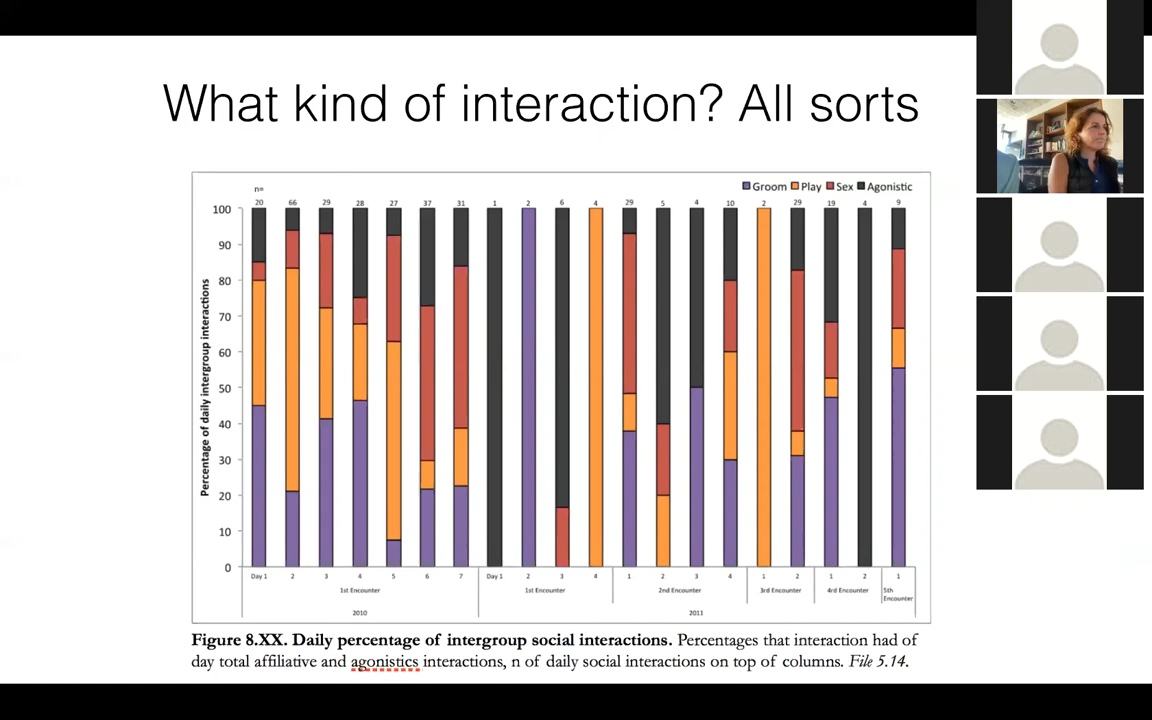 What kind of interaction? All sorts
Groom Play Sex Agonistic
n=
20 66 29 28 27 37 31 1 2 6 4 29 5 4 10 2 29 19 4 9
100
90
80
70
60
50
40
30
20
10
0
Percentage of daily intergroup interactions
Day 1 2 3 4 5 6 7 Day 1 2 3 4 1 2 3 4 1 2 1 2 1
1st Encounter 1st Encounter 2nd Encounter 3rd Encounter 4rd Encounter 5th
Encounter
2010 2011
Figure 8.XX. Daily percentage of intergroup social interactions. Percentages that interaction had of
day total affiliative and agonistics interactions, n of daily social interactions on top of columns. File 5.14.